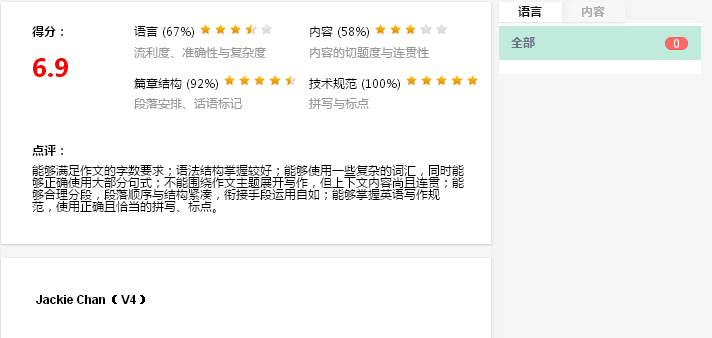 得分：
6.9
语言 (67%)
流利度、准确性与复杂度
内容 (58%)
内容的切题度与连贯性
篇章结构 (92%)
段落安排、话语标记
技术规范 (100%)
拼写与标点
点评：
能够满足作文的字数要求；语法结构掌握较好；能够使用一些复杂的词汇，同时能
够正确使用大部分句式；不能围绕作文主题展开写作，但上下文内容尚且连贯；能
够合理分段，段落顺序与结构紧凑，衔接手段运用自如；能够掌握英语写作规
范，使用正确且恰当的拼写、标点。
Jackie Chan（V4）
语言
内容
全部
0